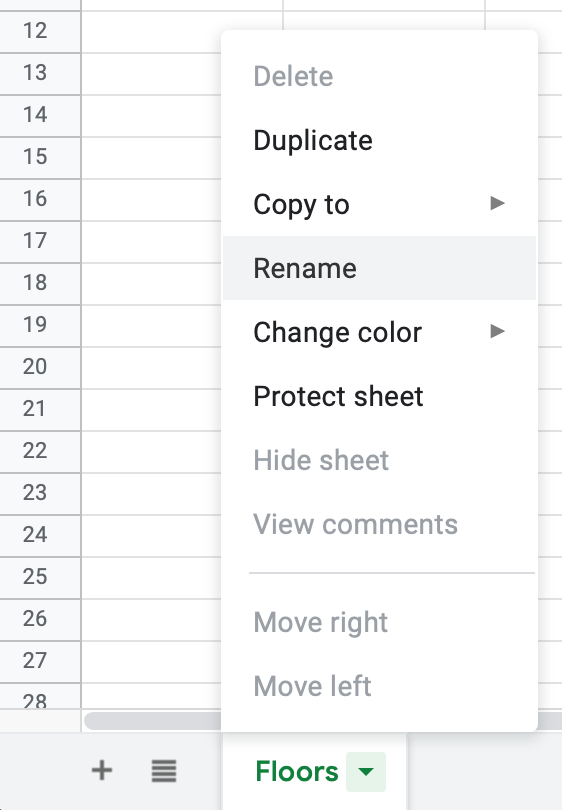 12
13
14
15
16
17
18
19
20
21
22
23
24
25
26
27
28
Delete
Duplicate
Copy to
Rename
Change color
Protect sheet
Hide sheet
View comments
Move right
Move left
Floors